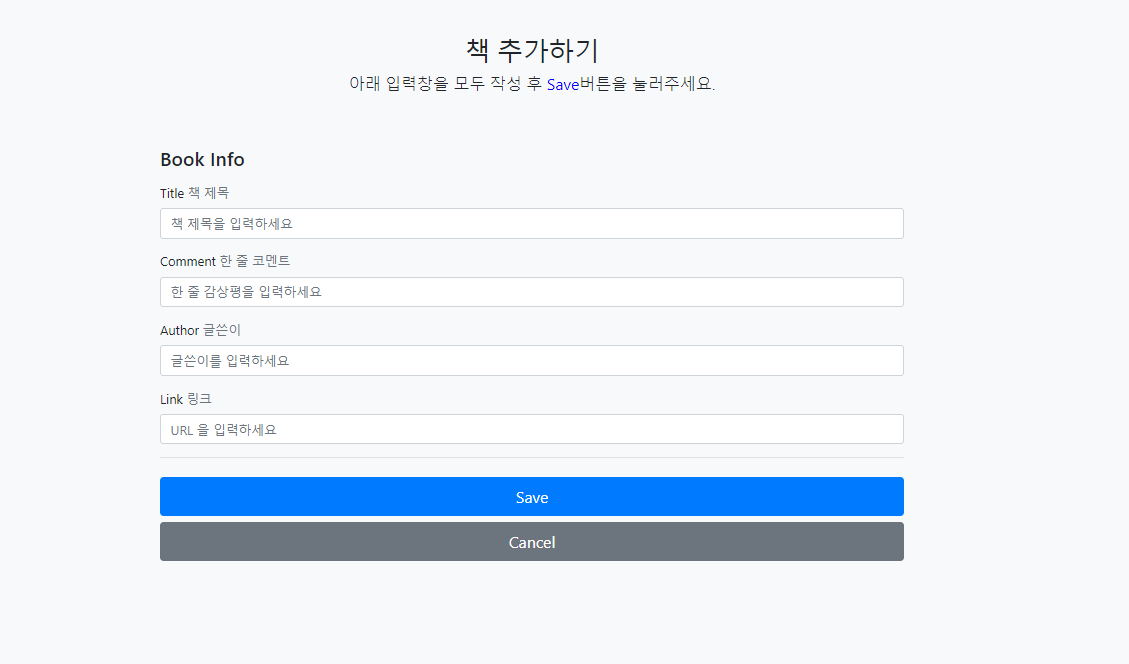 책 추가하기
아래 입력창을 모두 작성 후 Save버튼을 눌러주세요.
Book Info
Title 책 제목
책 제목을 입력하세요
Comment 한 줄 코멘트
한 줄 감상평을 입력하세요
Author 글쓴이
글쓴이를 입력하세요
Link 링크
URL 을 입력하세요
Save
Cancel